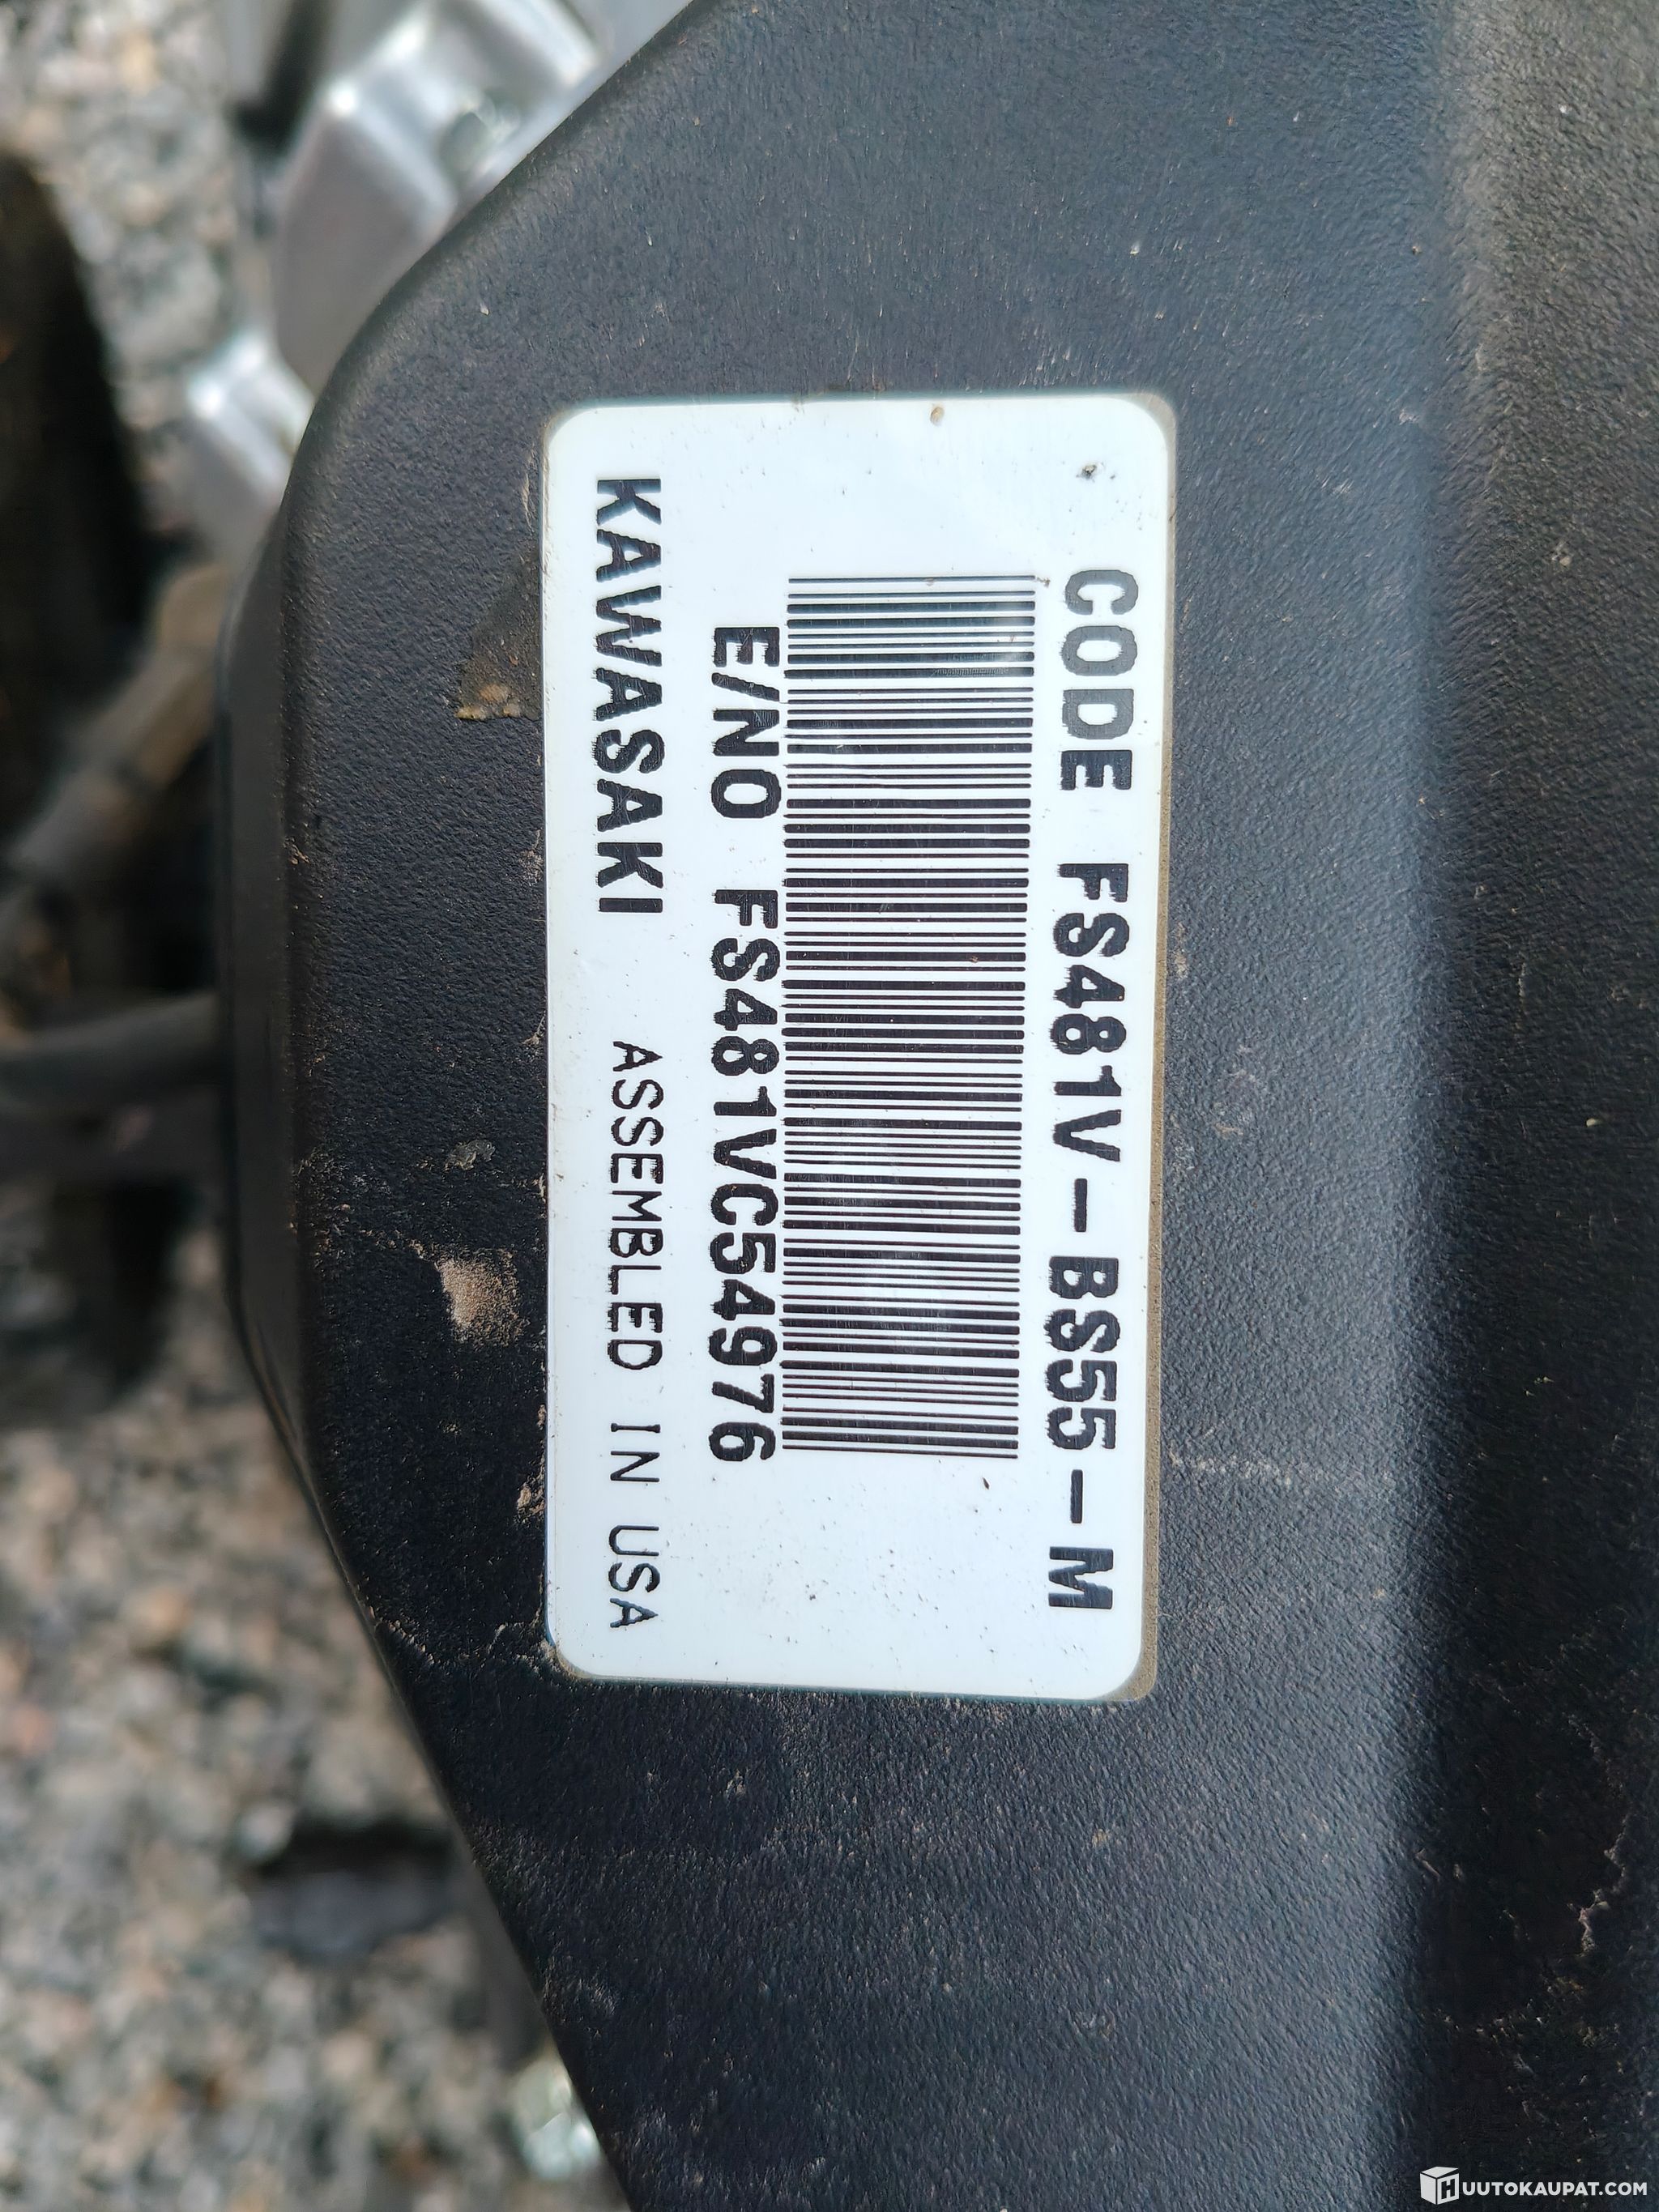 CODE FS481V-BS55-M
E/NO FS481VC54976
KAWASAKI ASSEMBLED IN USA
HUUTOKAUPAT.COM